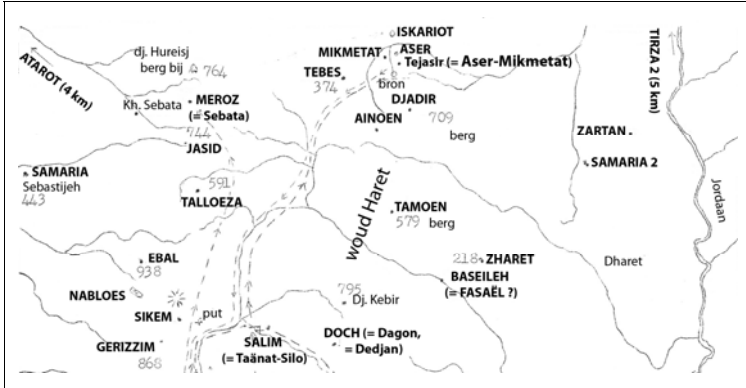 ISKARIOT
dj. Hureisj
berg bij 764
ATAROT (4 km)
MIKMETAT
ASER
Tejasir (= Aser-Mikmetat)
TEBES
374
bron
TIRZA 2 (5 km)
Kh. Sebata
MEROZ
(= Sebata)
DJADIR
709
berg
AINOEN
744
JASID
ZARTAN
SAMARIA
Sebastijeh
443
SAMARIA 2
591
TALLOEZA
woud Haret
TAMOEN
579 berg
Jordaan
EBAL
938
218 ZHARET
Dharet
BASEILEH
(= FASAËL ?)
NABLOES
795
Dj. Kebir
SIKEM
put
GERIZZIM
868
SALIM
(= Taänat-Silo)
DOCH (= Dagon,
= Dedjan)